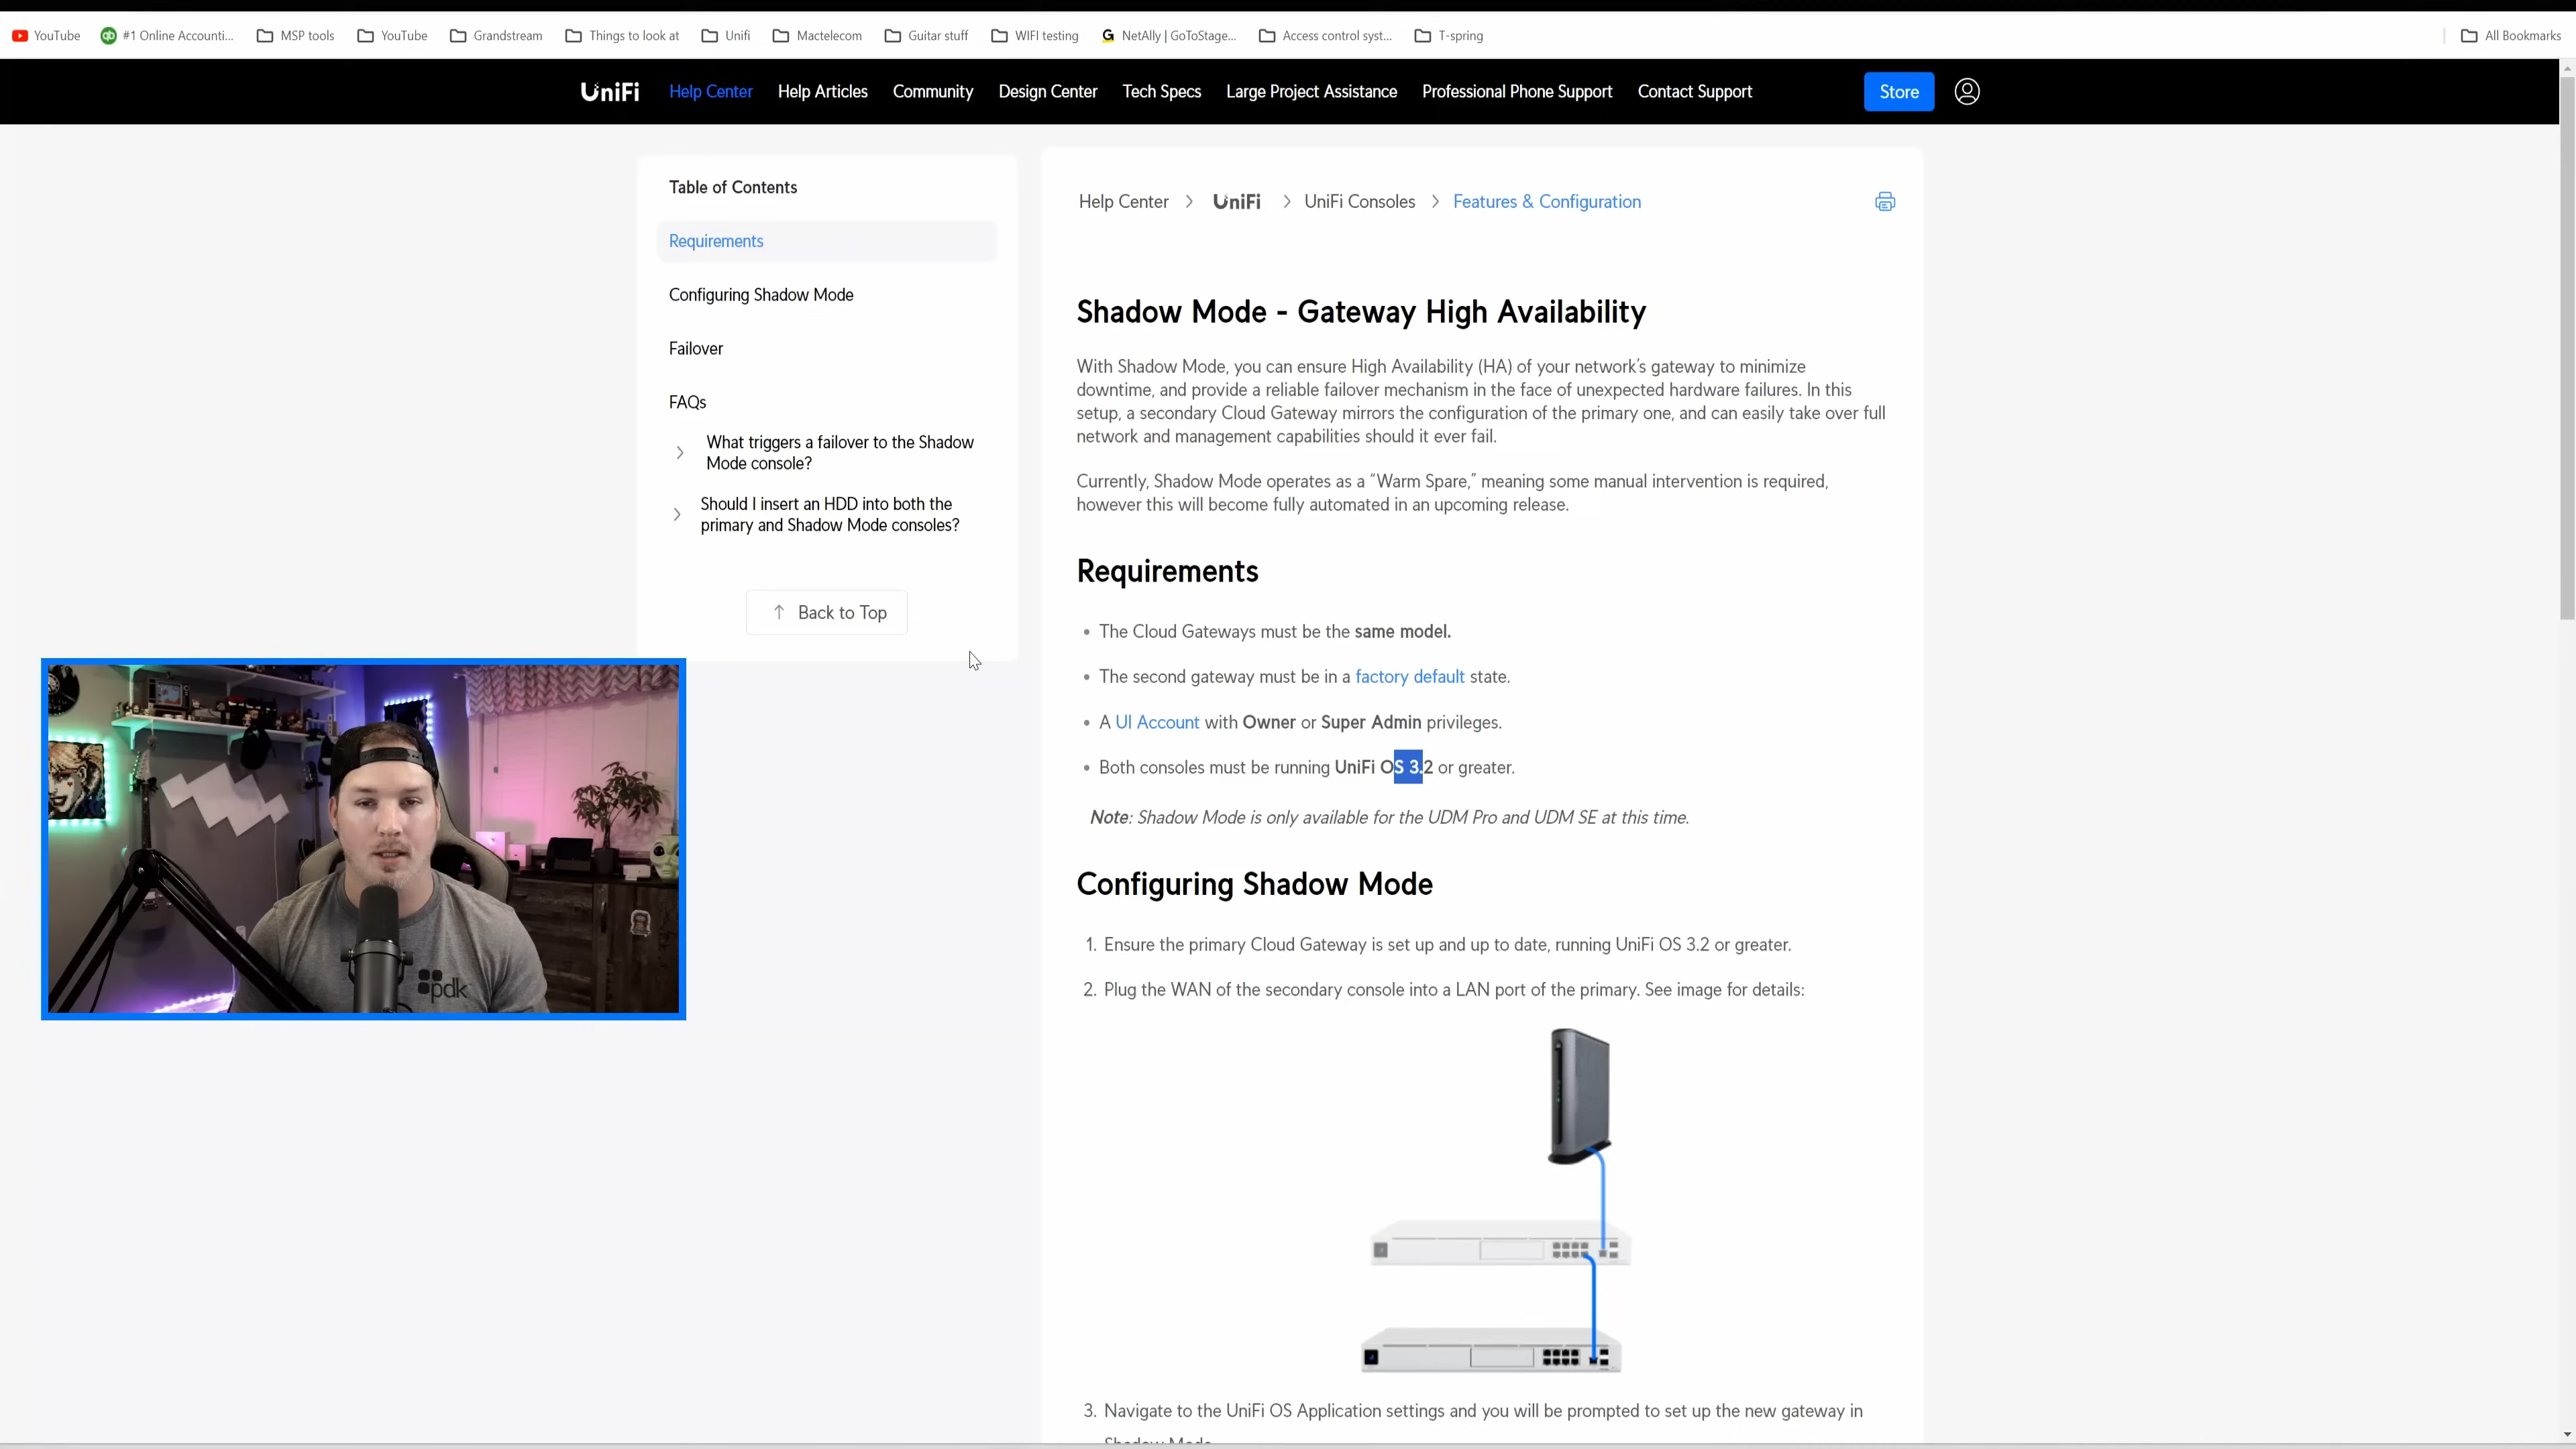 YouTube #1 Online Accounti... MSP tools YouTube Grandstream Things to look at Unifi Mactelecom Guitar stuff WIFI testing NetAlly | GoToStage... Access control syst... T-spring All Bookmarks
UniFi Help Center Help Articles Community Design Center Tech Specs Large Project Assistance Professional Phone Support Contact Support Store
Table of Contents
Requirements
Configuring Shadow Mode
Failover
FAQs
What triggers a failover to the Shadow
Mode console?
Should I insert an HDD into both the
primary and Shadow Mode consoles?
↑ Back to Top
pdk
Help Center > UniFi > UniFi Consoles > Features & Configuration
Shadow Mode - Gateway High Availability
With Shadow Mode, you can ensure High Availability (HA) of your network's gateway to minimize
downtime, and provide a reliable failover mechanism in the face of unexpected hardware failures. In this
setup, a secondary Cloud Gateway mirrors the configuration of the primary one, and can easily take over full
network and management capabilities should it ever fail.
Currently, Shadow Mode operates as a “Warm Spare,” meaning some manual intervention is required,
however this will become fully automated in an upcoming release.
Requirements
• The Cloud Gateways must be the same model.
• The second gateway must be in a factory default state.
• A UI Account with Owner or Super Admin privileges.
• Both consoles must be running UniFi OS 3.2 or greater.
Note: Shadow Mode is only available for the UDM Pro and UDM SE at this time.
Configuring Shadow Mode
1. Ensure the primary Cloud Gateway is set up and up to date, running UniFi OS 3.2 or greater.
2. Plug the WAN of the secondary console into a LAN port of the primary. See image for details:
3. Navigate to the UniFi OS Application settings and you will be prompted to set up the new gateway in
Shadow Mode